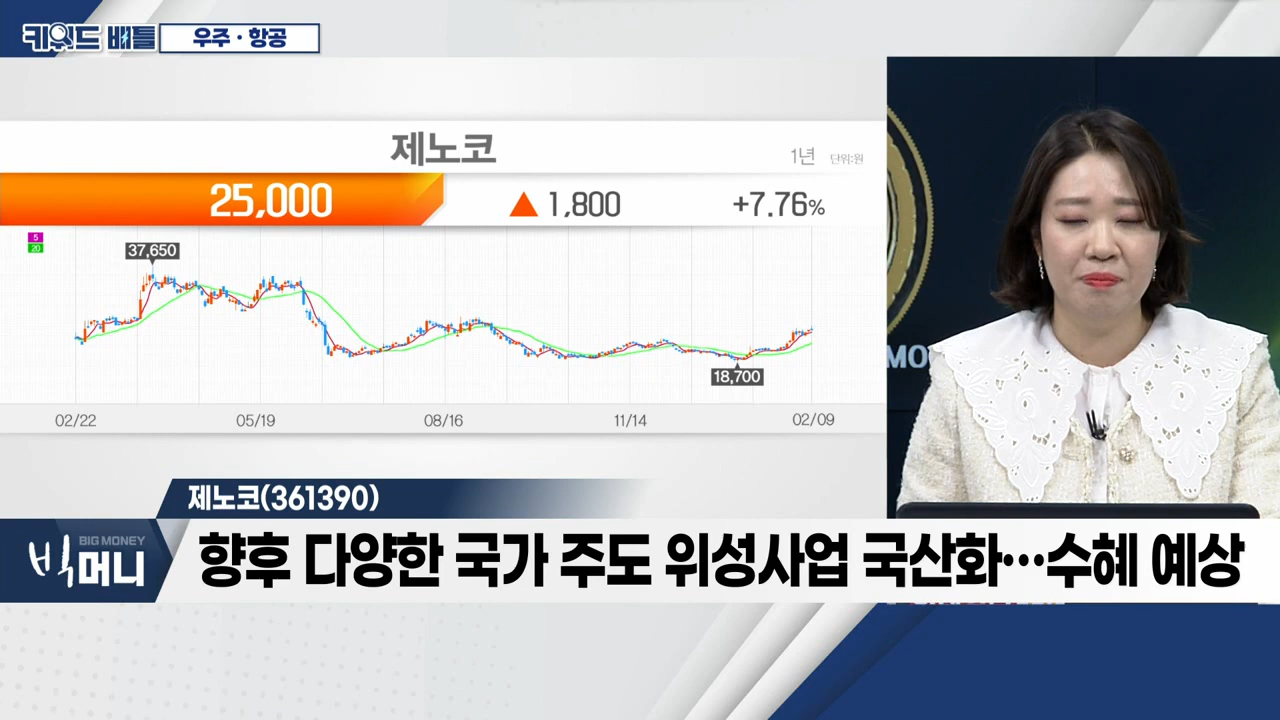 키워드 배틀
우주·항공
제노코
1년 단위:원
25,000 ▲ 1,800 +7.76%
5
20
37,650
18,700
02/22 05/19 08/16 11/14 02/09
MO
제노코(361390)
BIG MONEY
빅머니
향후 다양한 국가 주도 위성사업 국산화…수혜 예상